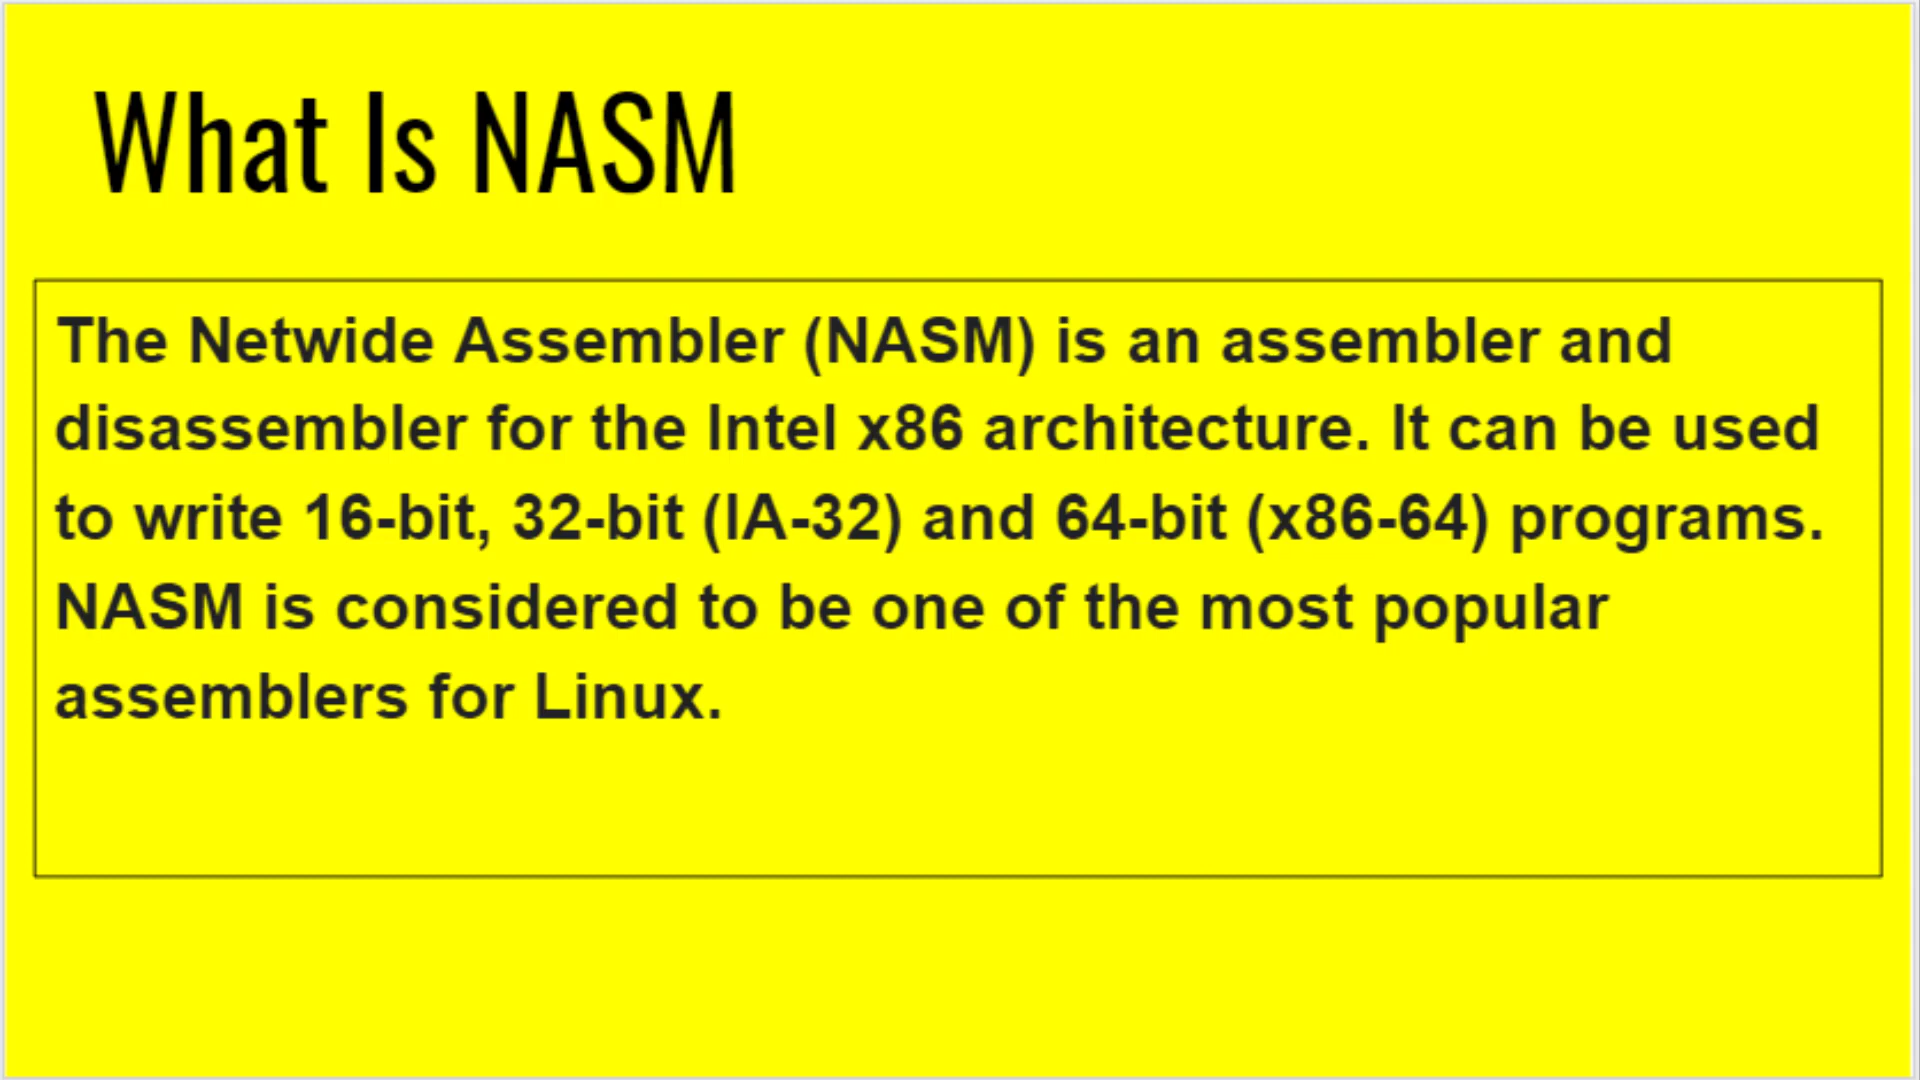 What Is NASM
The Netwide Assembler (NASM) is an assembler and
disassembler for the Intel x86 architecture. It can be used
to write 16-bit, 32-bit (IA-32) and 64-bit (x86-64) programs.
NASM is considered to be one of the most popular
assemblers for Linux.